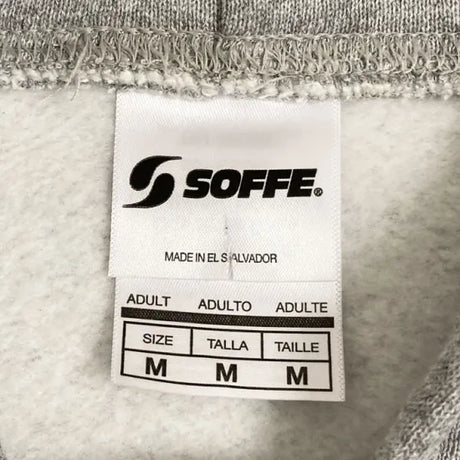 SOFFE®
MADE IN EL SALVADOR
ADULT ADULTO ADULTE
SIZE TALLA TAILLE
M M M